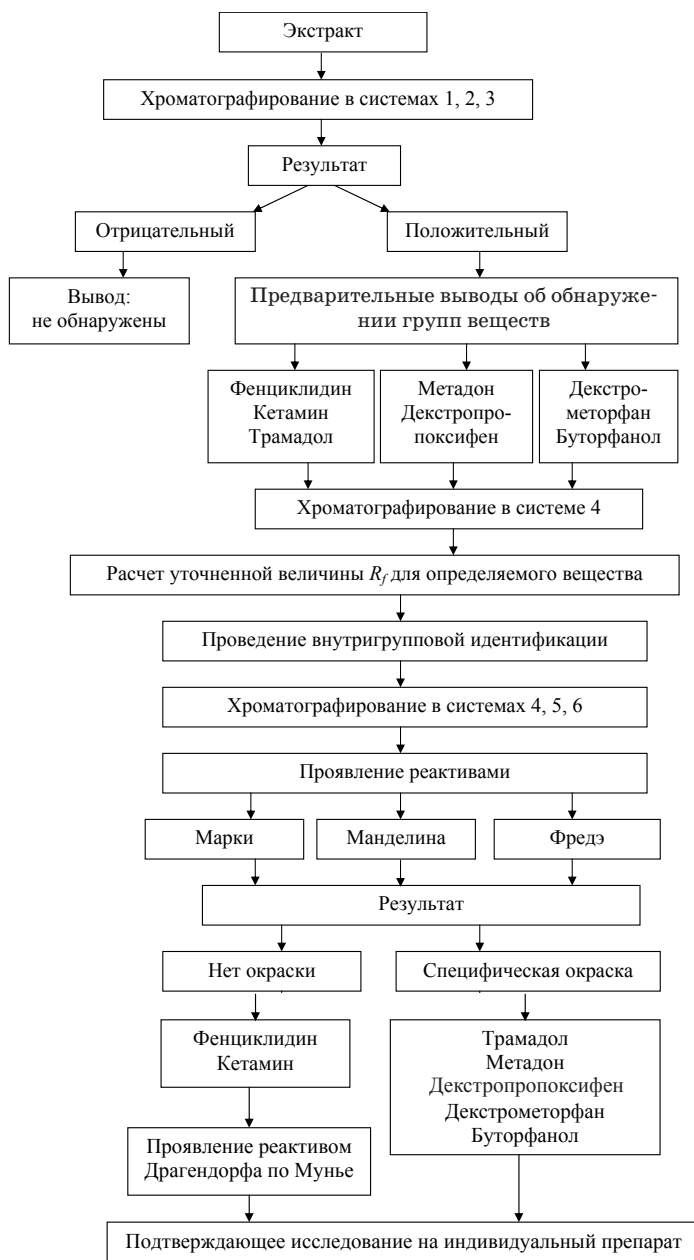 Экстракт
Хроматографирование в системах 1, 2, 3
Результат
Отрицательный
Положительный
Вывод:
не обнаружены
Предварительные выводы об обнаруже-
нии групп веществ
Фенциклидин
Кетамин
Трамадол
Метадон
Декстропро-
попоксифен
Декстро-
меторфан
Буторфанол
Хроматографирование в системе 4
Расчет уточненной величины Rf для определяемого вещества
Проведение внутригрупповой идентификации
Хроматографирование в системах 4, 5, 6
Проявление реактивами
Марки
Манделина
Фредэ
Результат
Нет окраски
Специфическая окраска
Фенциклидин
Кетамин
Трамадол
Метадон
Декстропропоксифен
Декстрометорфан
Буторфанол
Проявление реактивом
Драгендорфа по Мунье
Подтверждающее исследование на индивидуальный препарат